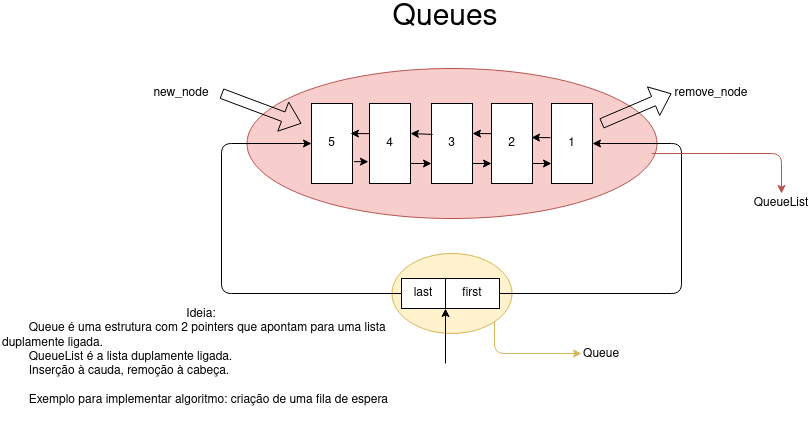 Queues
new_node
remove_node
5
4
3
2
1
QueueList
last
first
Ideia:
Queue é uma estrutura com 2 pointers que apontam para uma lista
duplamente ligada.
QueueList é a lista duplamente ligada.
Inserção à cauda, remoção à cabeça.
Queue
Exemplo para implementar algoritmo: criação de uma fila de espera